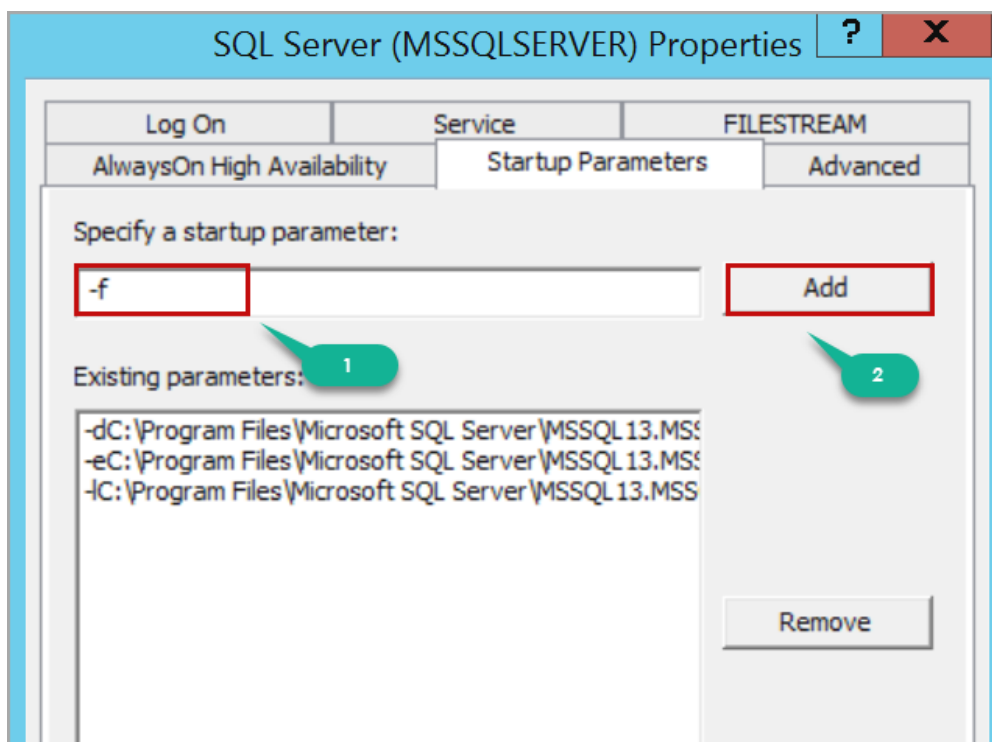 SQL Server (MSSQLSERVER) Properties ? X
Log On Service FILESTREAM
AlwaysOn High Availability Startup Parameters Advanced
Specify a startup parameter:
-f Add
1
2
Existing parameters:
-dC:\Program Files\Microsoft SQL Server\MSSQL13.MSS
-eC:\Program Files\Microsoft SQL Server\MSSQL13.MSS
-lC:\Program Files\Microsoft SQL Server\MSSQL13.MSS
Remove